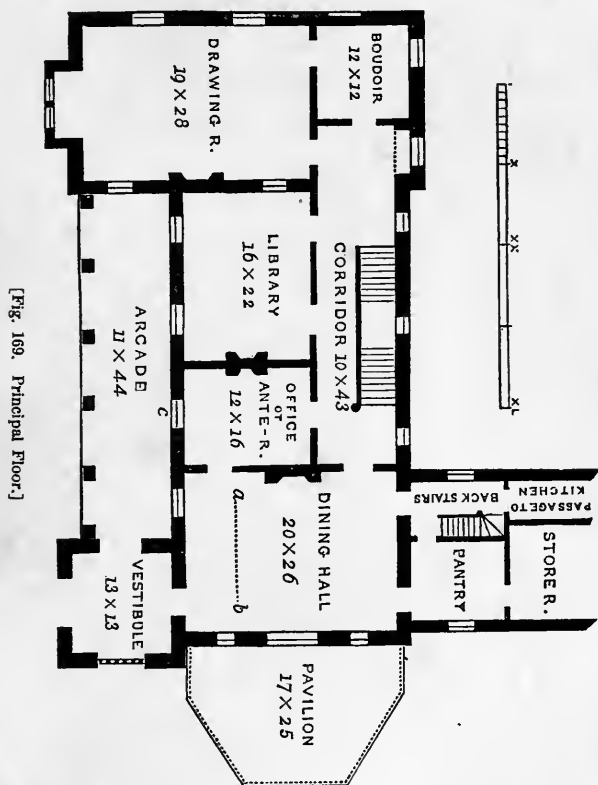 BOUDOIR
12 X 12
DRAWING R.
19 X 28
CORRIDOR 10 X 43
LIBRARY
16 X 22
ARCADE
11 X 44
c
OFFICE
OT
ANTE-R.
12 X 16
DINING HALL
20 X 26
a
b
VESTIBULE
13 X 13
PAVILION
17 X 25
BACK STAIRS
PASSAGE TO
KITCHEN
PANTRY
STORE R.
X
XX
XL
[Fig. 169. Principal Floor.]